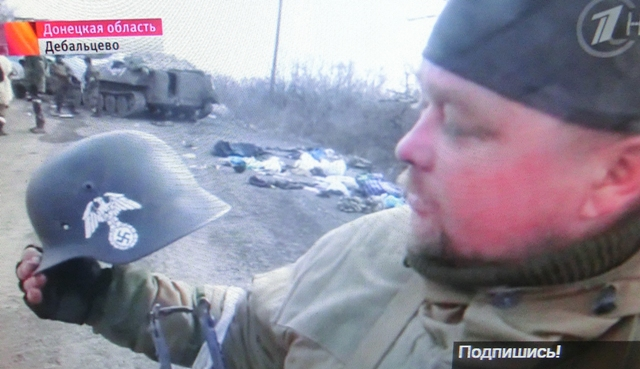 Донецкая область
Дебальцево
1
Подпишись!